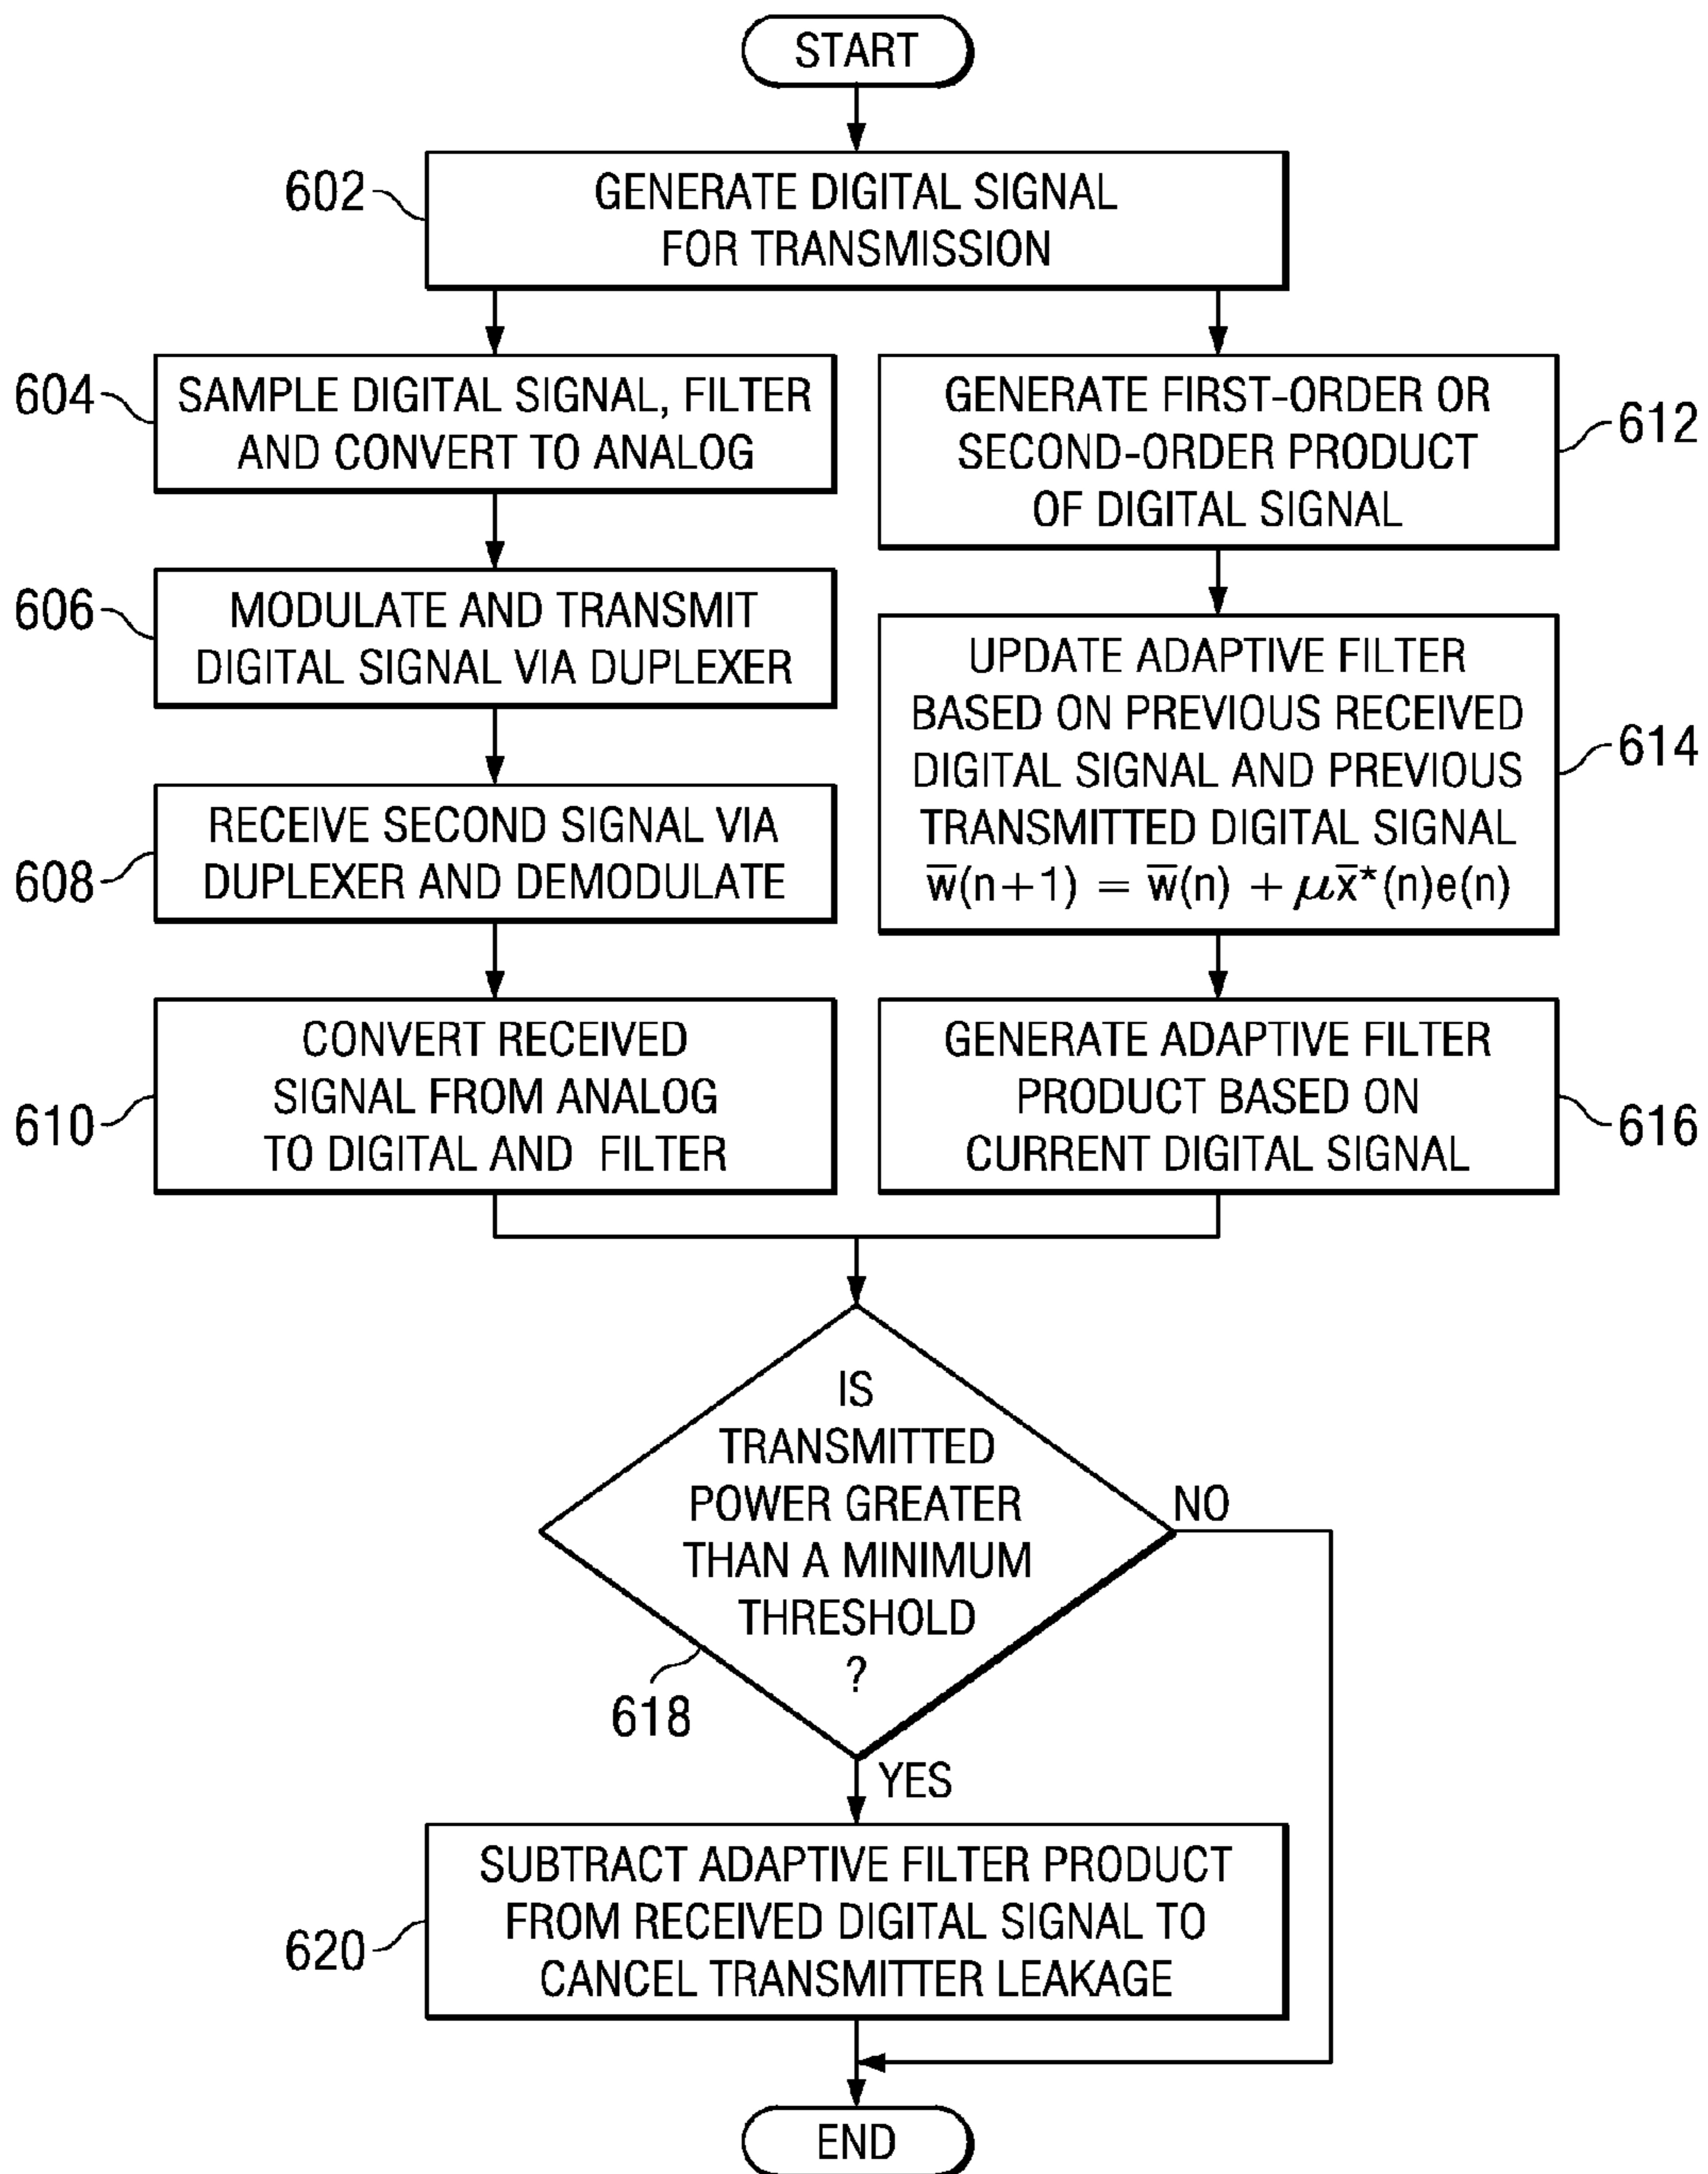 START
602
GENERATE DIGITAL SIGNAL
FOR TRANSMISSION
604
SAMPLE DIGITAL SIGNAL, FILTER
AND CONVERT TO ANALOG
606
MODULATE AND TRANSMIT
DIGITAL SIGNAL VIA DUPLEXER
608
RECEIVE SECOND SIGNAL VIA
DUPLEXER AND DEMODULATE
610
CONVERT RECEIVED
SIGNAL FROM ANALOG
TO DIGITAL AND FILTER
612
GENERATE FIRST-ORDER OR
SECOND-ORDER PRODUCT
OF DIGITAL SIGNAL
614
UPDATE ADAPTIVE FILTER
BASED ON PREVIOUS RECEIVED
DIGITAL SIGNAL AND PREVIOUS
TRANSMITTED DIGITAL SIGNAL
w̅(n+1) = w̅(n) + μx̅*(n)e(n)
616
GENERATE ADAPTIVE FILTER
PRODUCT BASED ON
CURRENT DIGITAL SIGNAL
IS
TRANSMITTED
POWER GREATER
THAN A MINIMUM
THRESHOLD
?
618
NO
YES
620
SUBTRACT ADAPTIVE FILTER PRODUCT
FROM RECEIVED DIGITAL SIGNAL TO
CANCEL TRANSMITTER LEAKAGE
END